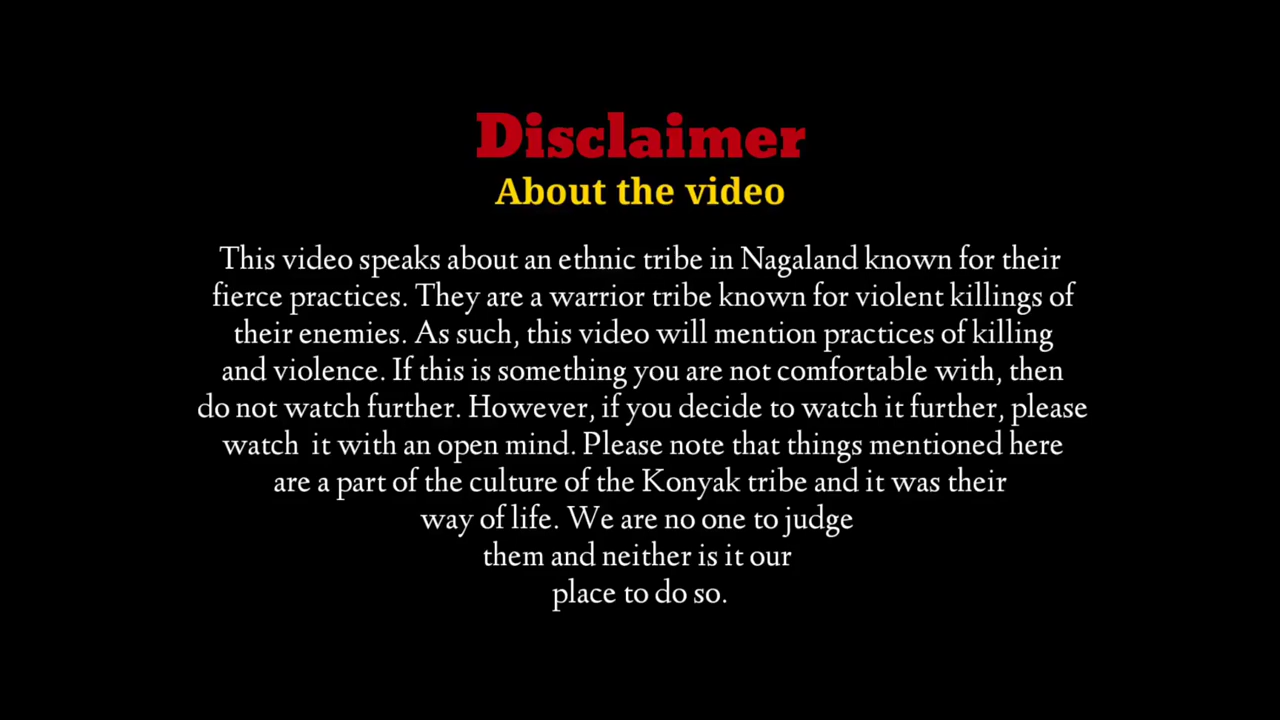 Disclaimer
About the video
This video speaks about an ethnic tribe in Nagaland known for their
fierce practices. They are a warrior tribe known for violent killings of
their enemies. As such, this video will mention practices of killing
and violence. If this is something you are not comfortable with, then
do not watch further. However, if you decide to watch it further, please
watch  it with an open mind. Please note that things mentioned here
are a part of the culture of the Konyak tribe and it was their
way of life. We are no one to judge
them and neither is it our
place to do so.